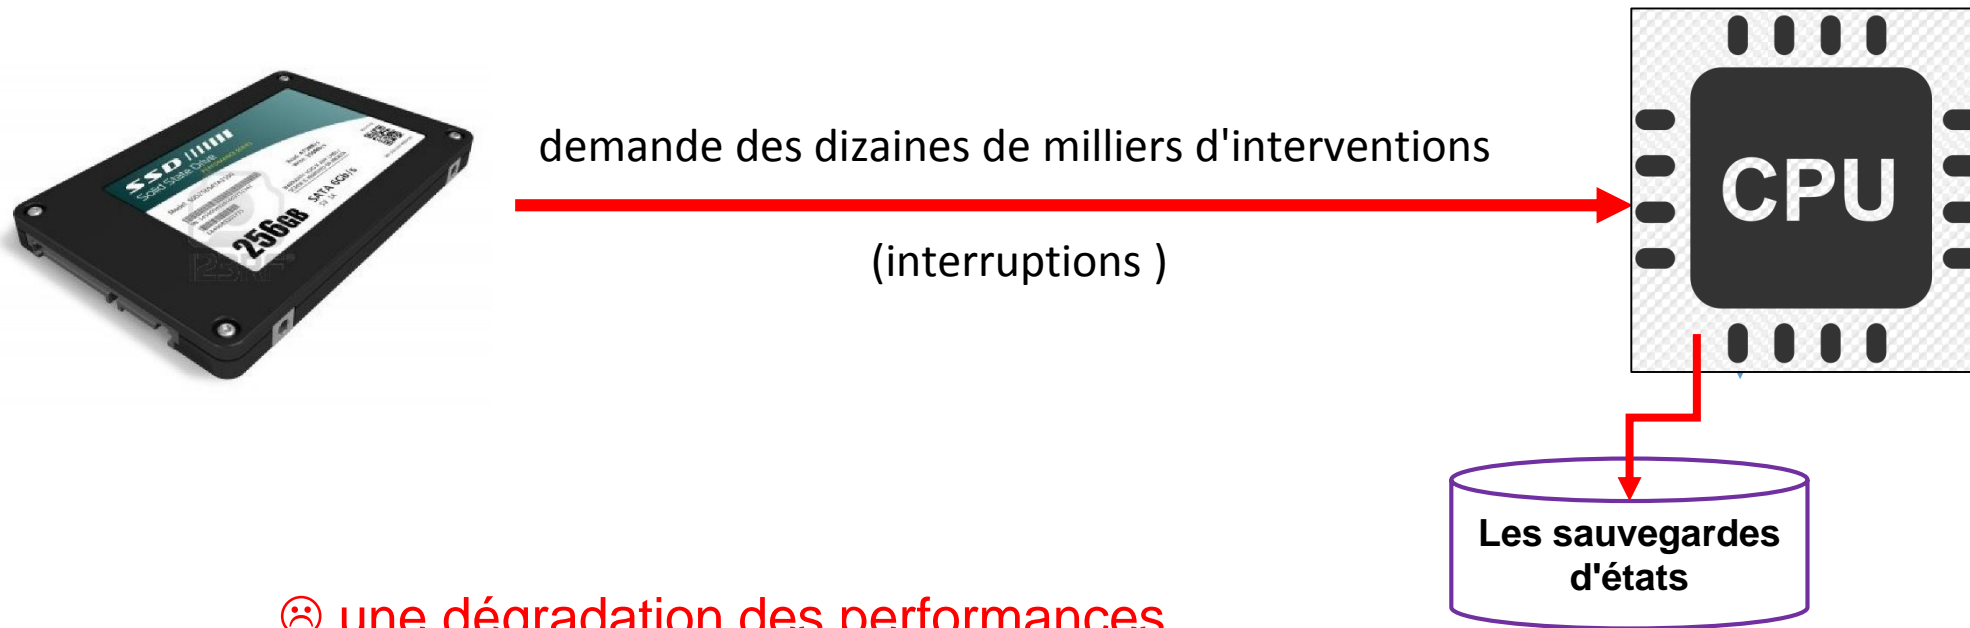 demande des dizaines de milliers d'interventions
(interruptions )
CPU
SSD
Solid State Drive
256GB
SATA 6Gb/s
Les sauvegardes
d'états
☹ une dégradation des performances